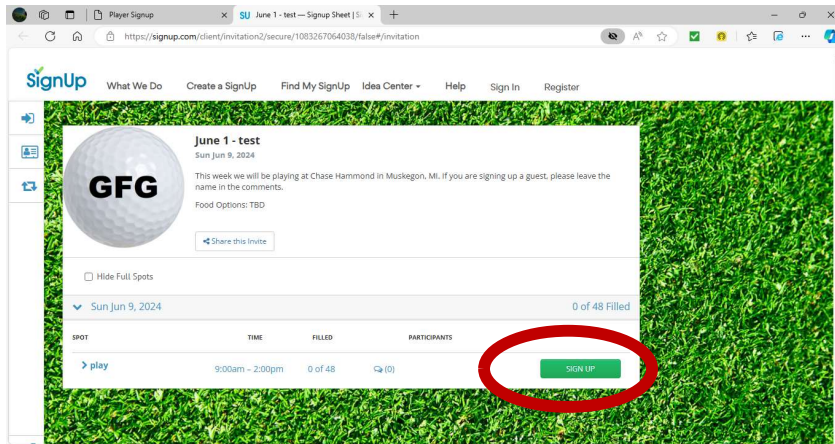 Player Signup
SU June 1 - test — Signup Sheet | Si
https://signup.com/client/invitation2/secure/1083267064038/false#/invitation
SignUp
What We Do Create a SignUp Find My SignUp Idea Center Help Sign In Register
GFG
June 1 - test
Sun Jun 9, 2024
This week we will be playing at Chase Hammond in Muskegon, MI. If you are signing up a guest, please leave the
name in the comments.
Food Options: TBD
Share this Invite
Hide Full Spots
Sun Jun 9, 2024 0 of 48 Filled
SPOT TIME FILLED PARTICIPANTS
play 9:00am – 2:00pm 0 of 48 (0) SIGN UP